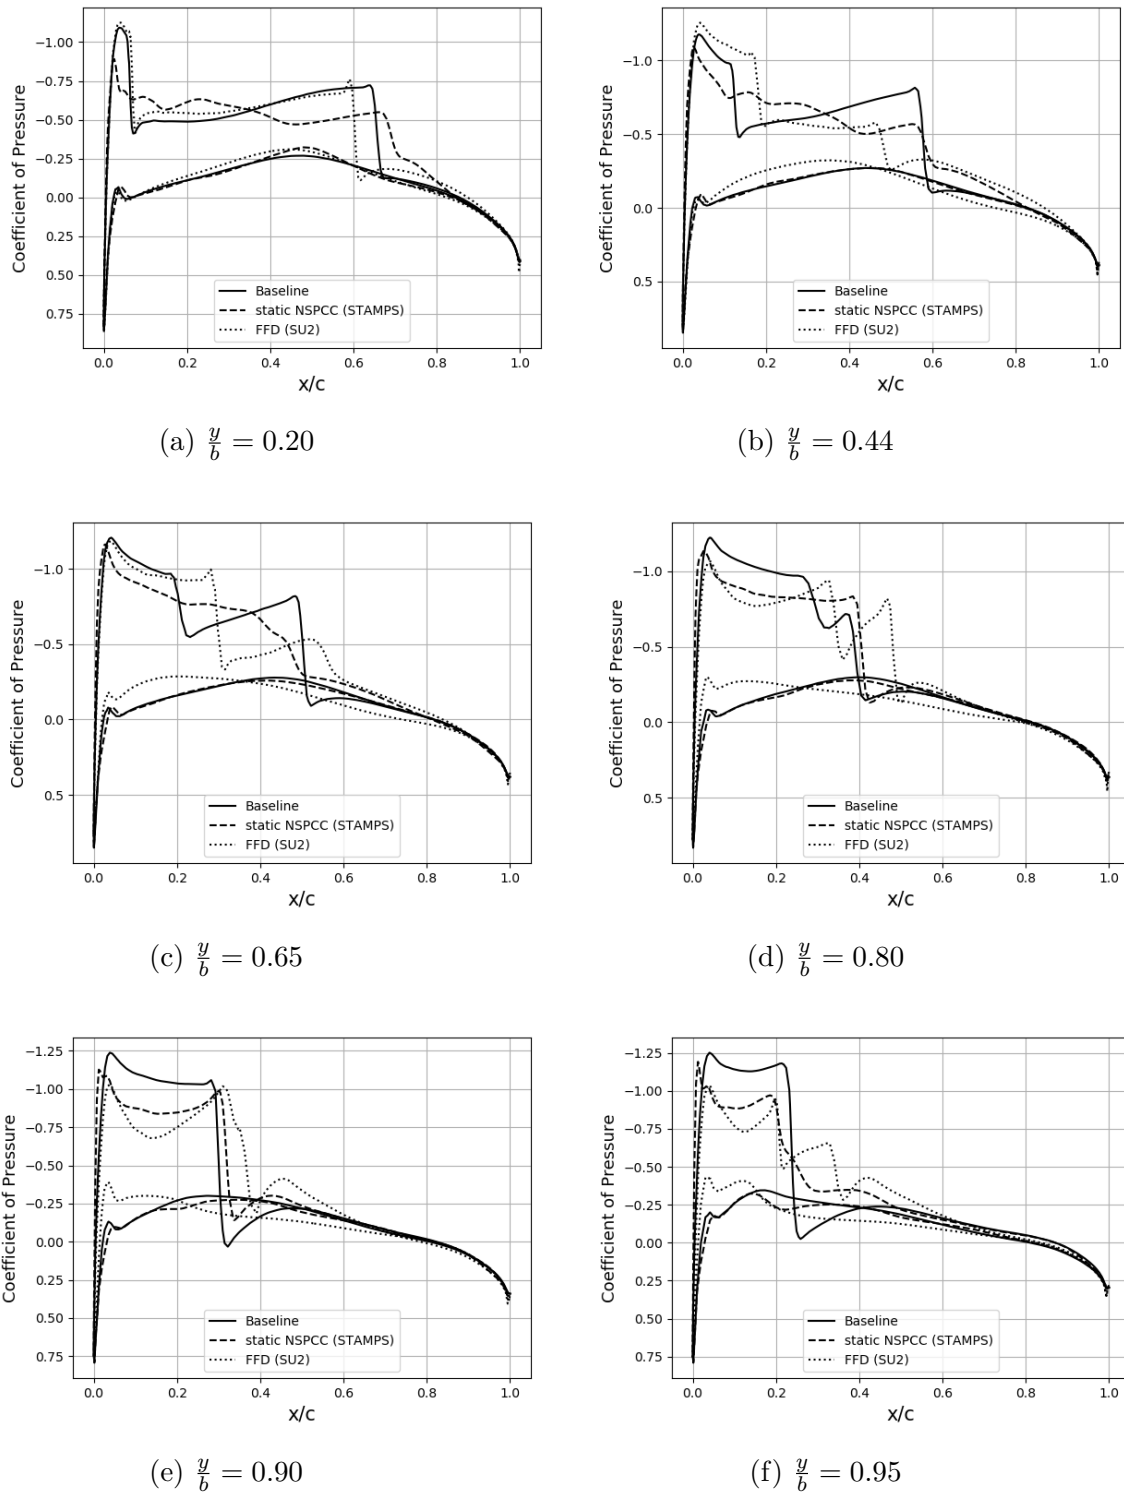 −1.00
−0.75
−0.50
−0.25
0.00
0.25
0.50
0.75
Coefficient of Pressure
Baseline
static NSPCC (STAMPS)
FFD (SU2)
0.0 0.2 0.4 0.6 0.8 1.0
x/c
(a) y/b = 0.20
−1.0
−0.5
0.0
0.5
Coefficient of Pressure
Baseline
static NSPCC (STAMPS)
FFD (SU2)
0.0 0.2 0.4 0.6 0.8 1.0
x/c
(b) y/b = 0.44
−1.0
−0.5
0.0
0.5
Coefficient of Pressure
Baseline
static NSPCC (STAMPS)
FFD (SU2)
0.0 0.2 0.4 0.6 0.8 1.0
x/c
(c) y/b = 0.65
−1.0
−0.5
0.0
0.5
Coefficient of Pressure
Baseline
static NSPCC (STAMPS)
FFD (SU2)
0.0 0.2 0.4 0.6 0.8 1.0
x/c
(d) y/b = 0.80
−1.25
−1.00
−0.75
−0.50
−0.25
0.00
0.25
0.50
0.75
Coefficient of Pressure
Baseline
static NSPCC (STAMPS)
FFD (SU2)
0.0 0.2 0.4 0.6 0.8 1.0
x/c
(e) y/b = 0.90
−1.25
−1.00
−0.75
−0.50
−0.25
0.00
0.25
0.50
0.75
Coefficient of Pressure
Baseline
static NSPCC (STAMPS)
FFD (SU2)
0.0 0.2 0.4 0.6 0.8 1.0
x/c
(f) y/b = 0.95